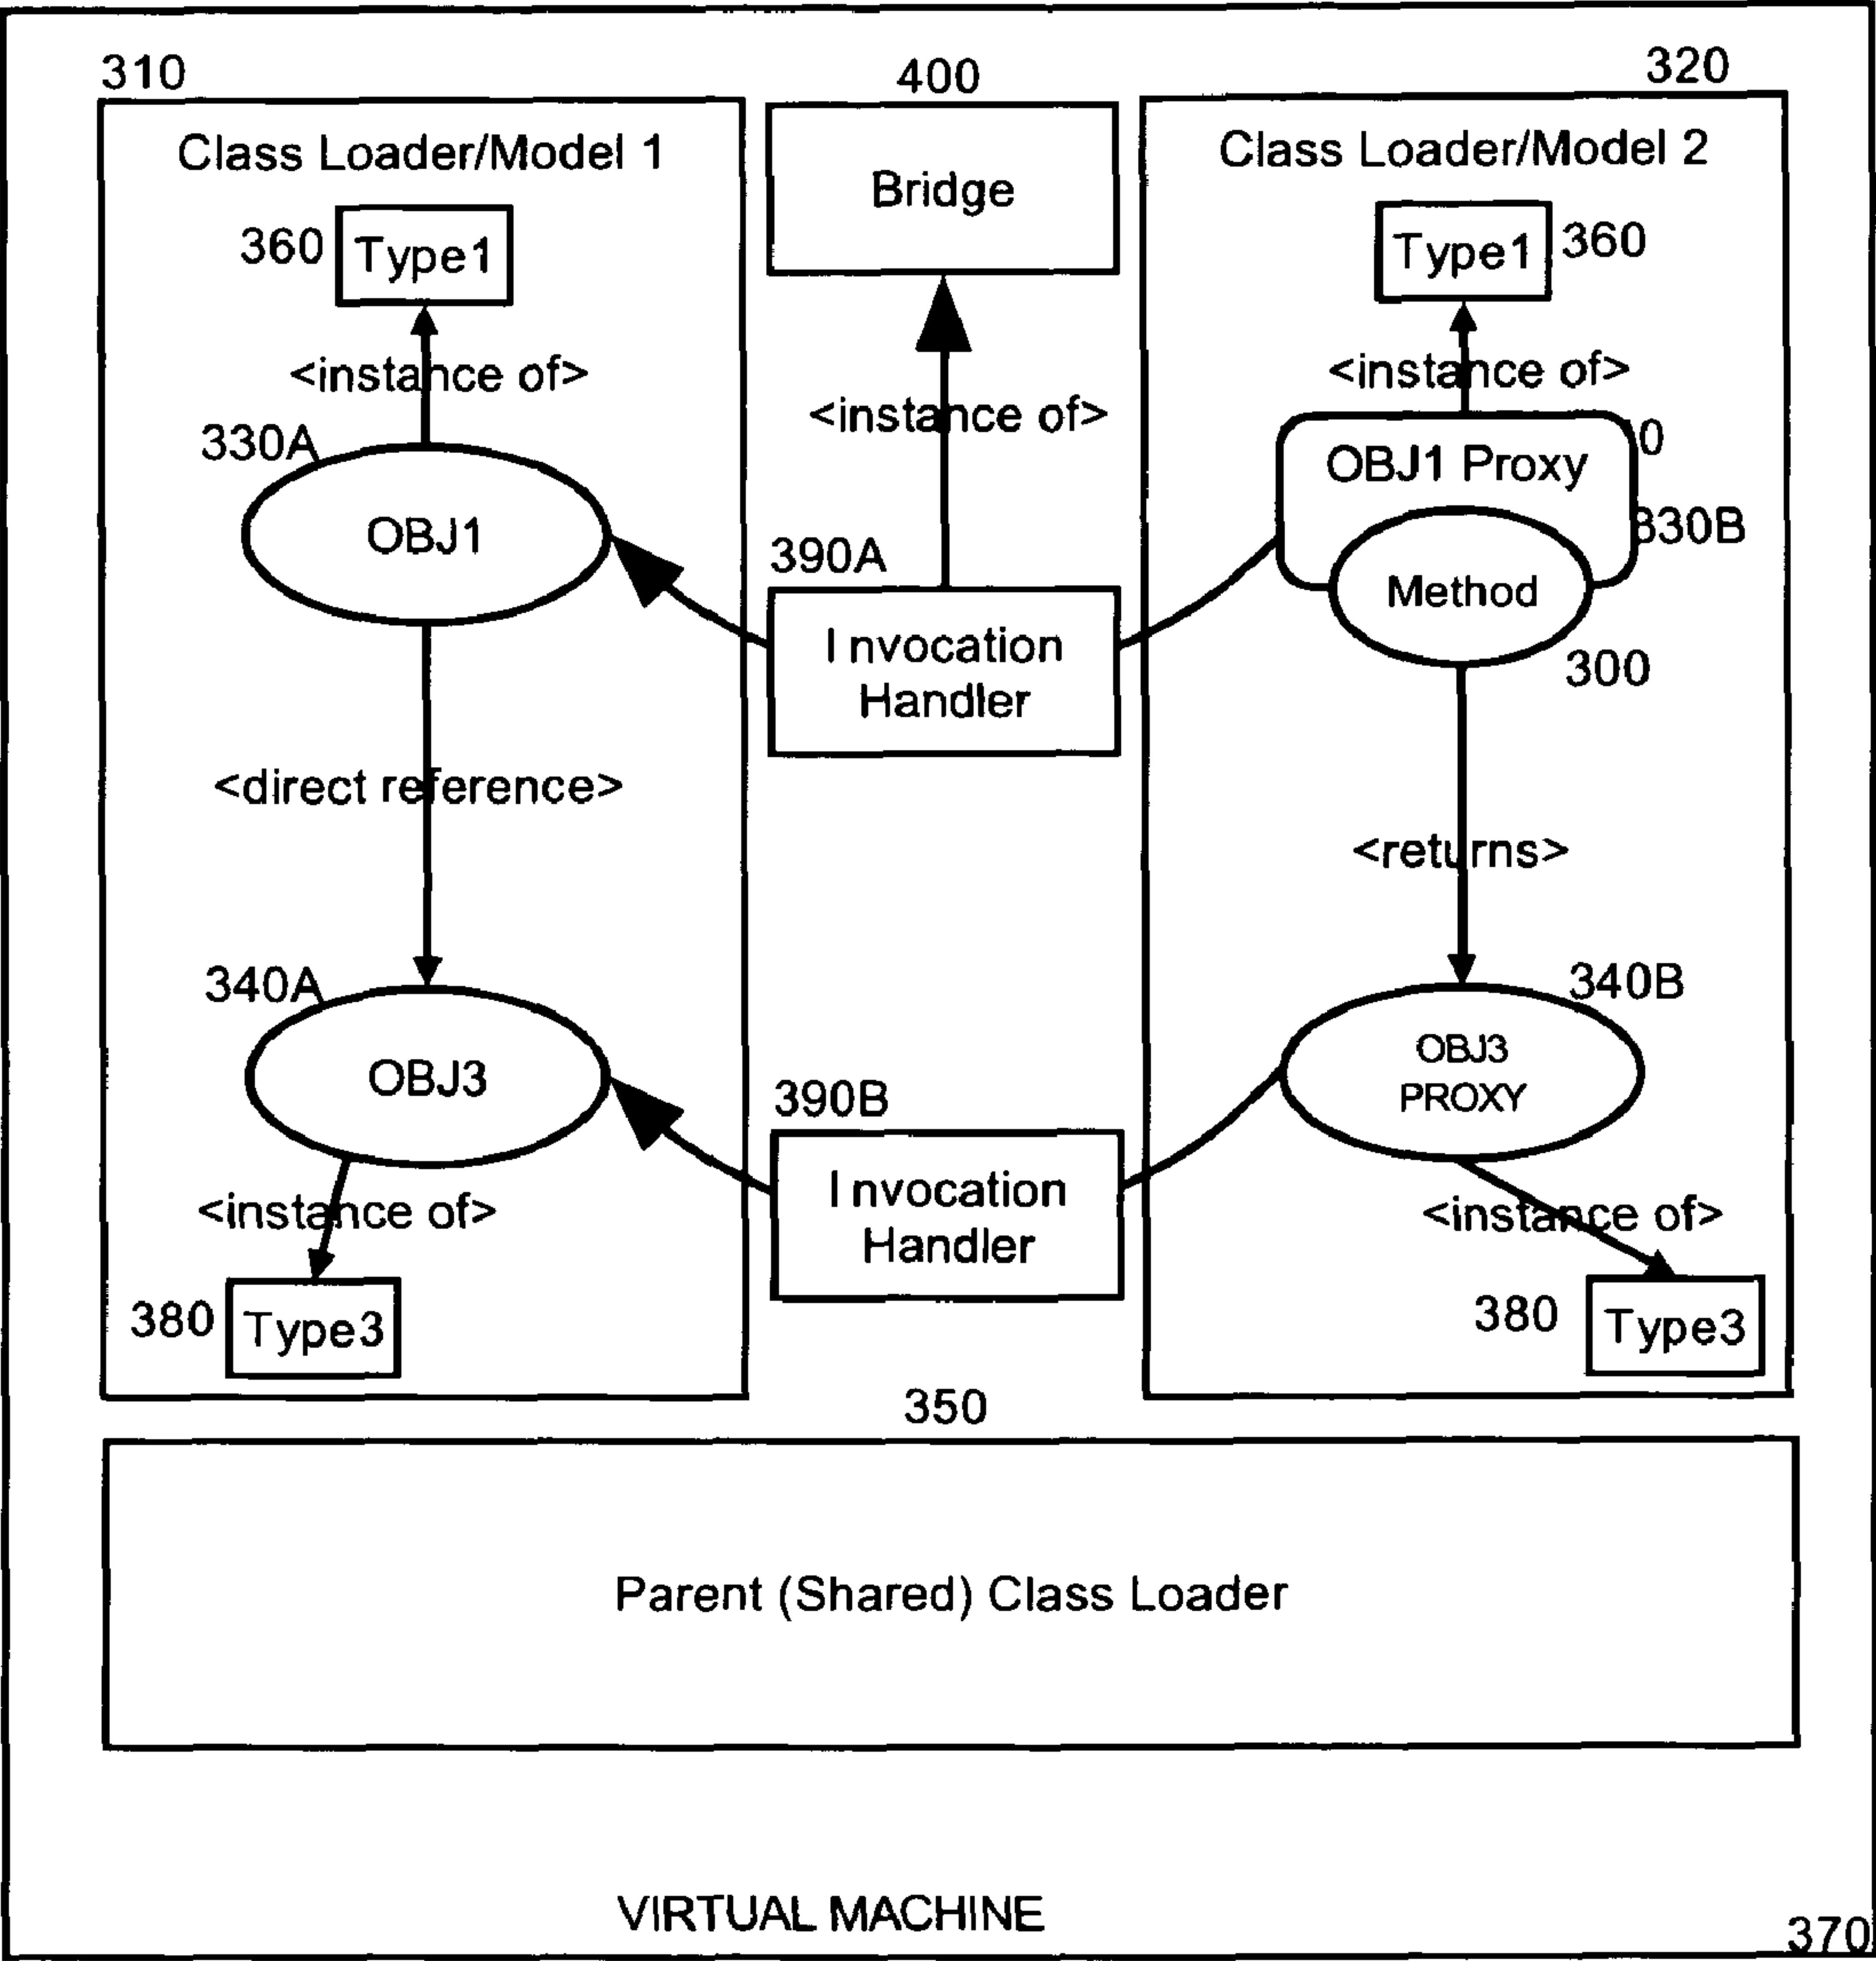 310
400
320
Class Loader/Model 1
Bridge
Class Loader/Model 2
360
Type1
Type1
360
<instance of>
<instance of>
<instance of>
330A
0
OBJ1 Proxy
OBJ1
330B
390A
Method
Invocation
Handler
300
<direct reference>
<returns>
340A
340B
OBJ3
OBJ3
PROXY
390B
Invocation
Handler
<instance of>
<instance of>
380
Type3
380
Type3
350
Parent (Shared) Class Loader
VIRTUAL MACHINE
370